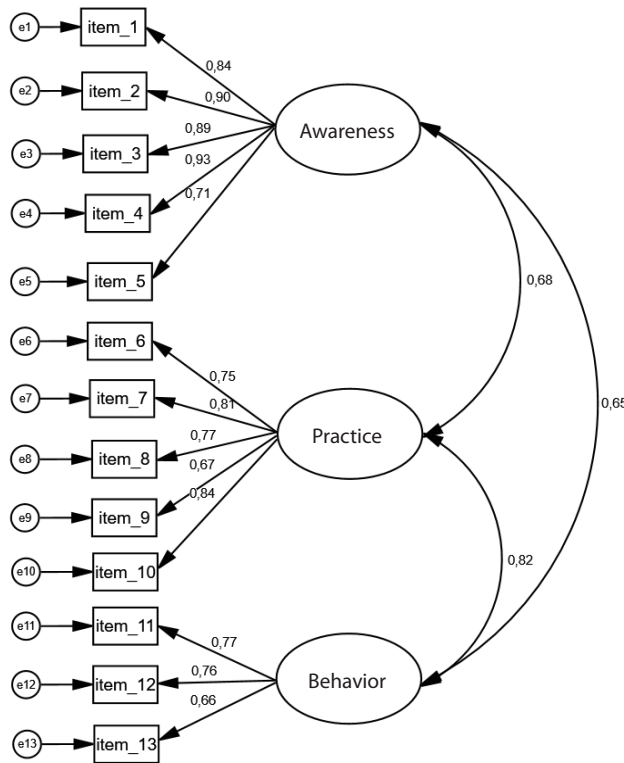 e1
item_1
0,84
e2
item_2
0,90
Awareness
e3
item_3
0,89
0,93
e4
item_4
0,71
e5
item_5
0,68
e6
item_6
0,75
e7
item_7
0,81
0,65
Practice
e8
item_8
0,77
0,67
e9
item_9
0,84
e10
item_10
0,82
e11
item_11
0,77
e12
item_12
0,76
Behavior
0,66
e13
item_13